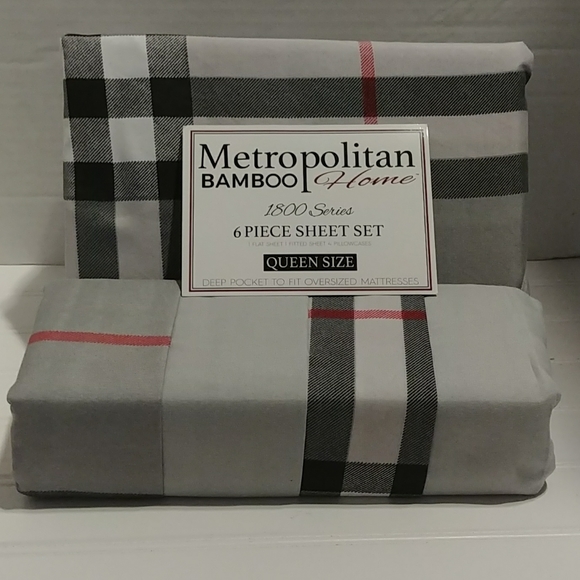 Metropolitan
BAMBOO Home™
1800 Series
6 PIECE SHEET SET
1 FLAT SHEET 1 FITTED SHEET 4 PILLOWCASES
QUEEN SIZE
DEEP POCKET TO FIT OVERSIZED MATTRESSES